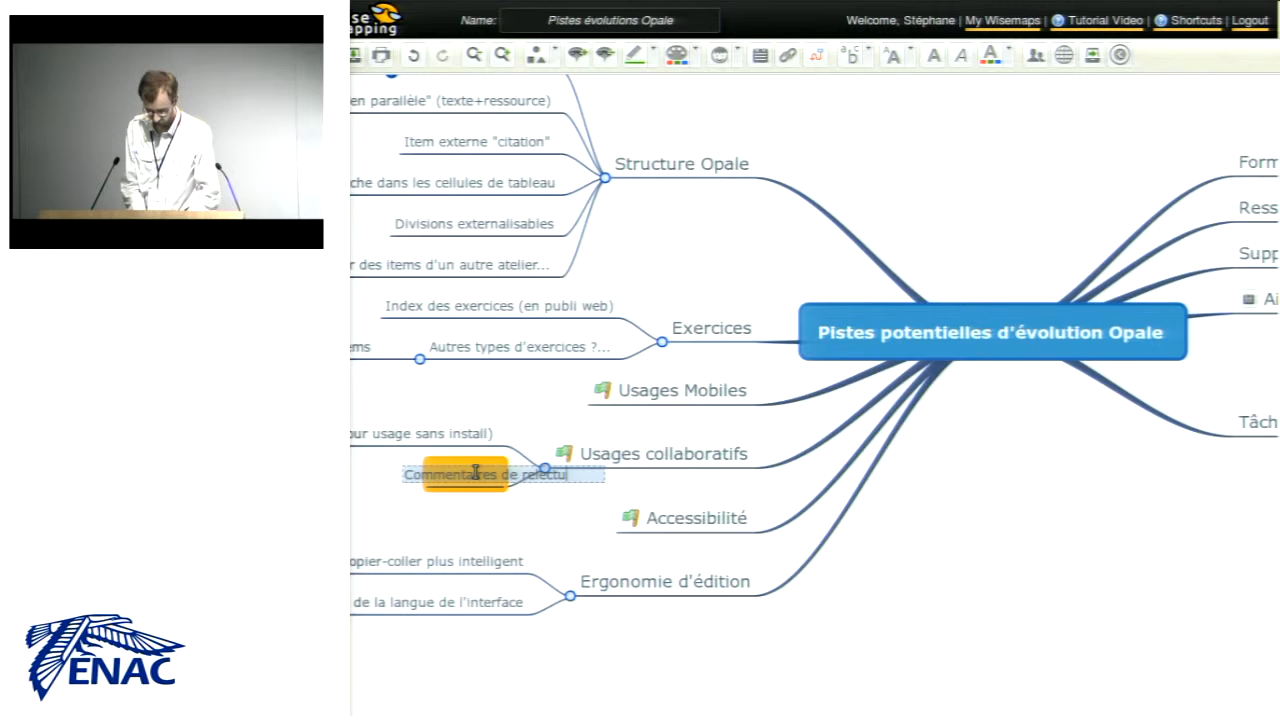 Name: Pistes évolutions Opale
Welcome, Stéphane | My Wisemaps | Tutorial Video | Shortcuts | Logout
en parallèle" (texte+ressource)
Item externe "citation"
Structure Opale
che dans les cellules de tableau
Divisions externalisables
r des items d'un autre atelier...
Index des exercices (en publi web)
Exercices
ems
Autres types d'exercices ?...
Usages Mobiles
our usage sans install)
Usages collaboratifs
Commentaires de relectu
Accessibilité
opier-coller plus intelligent
Ergonomie d'édition
de la langue de l'interface
Pistes potentielles d'évolution Opale
Form
Ress
Supp
Ai
Tâch
ENAC